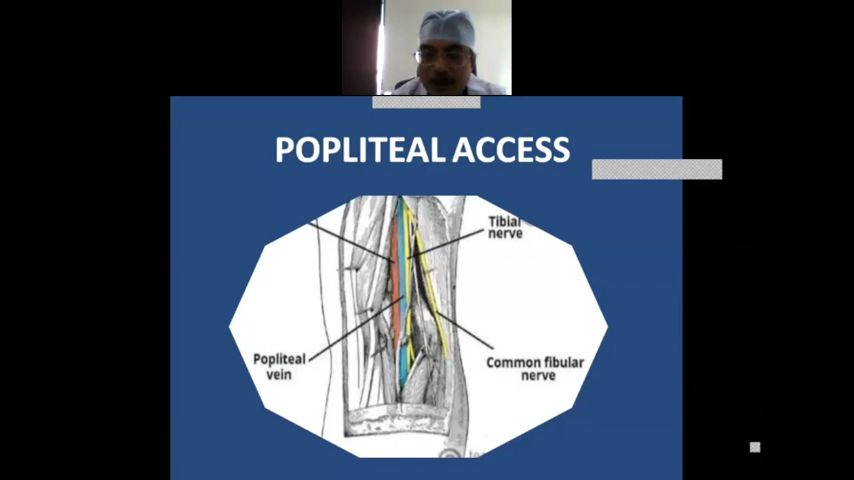 POPLITEAL ACCESS
Tibial
nerve
Popliteal
vein
Common fibular
nerve